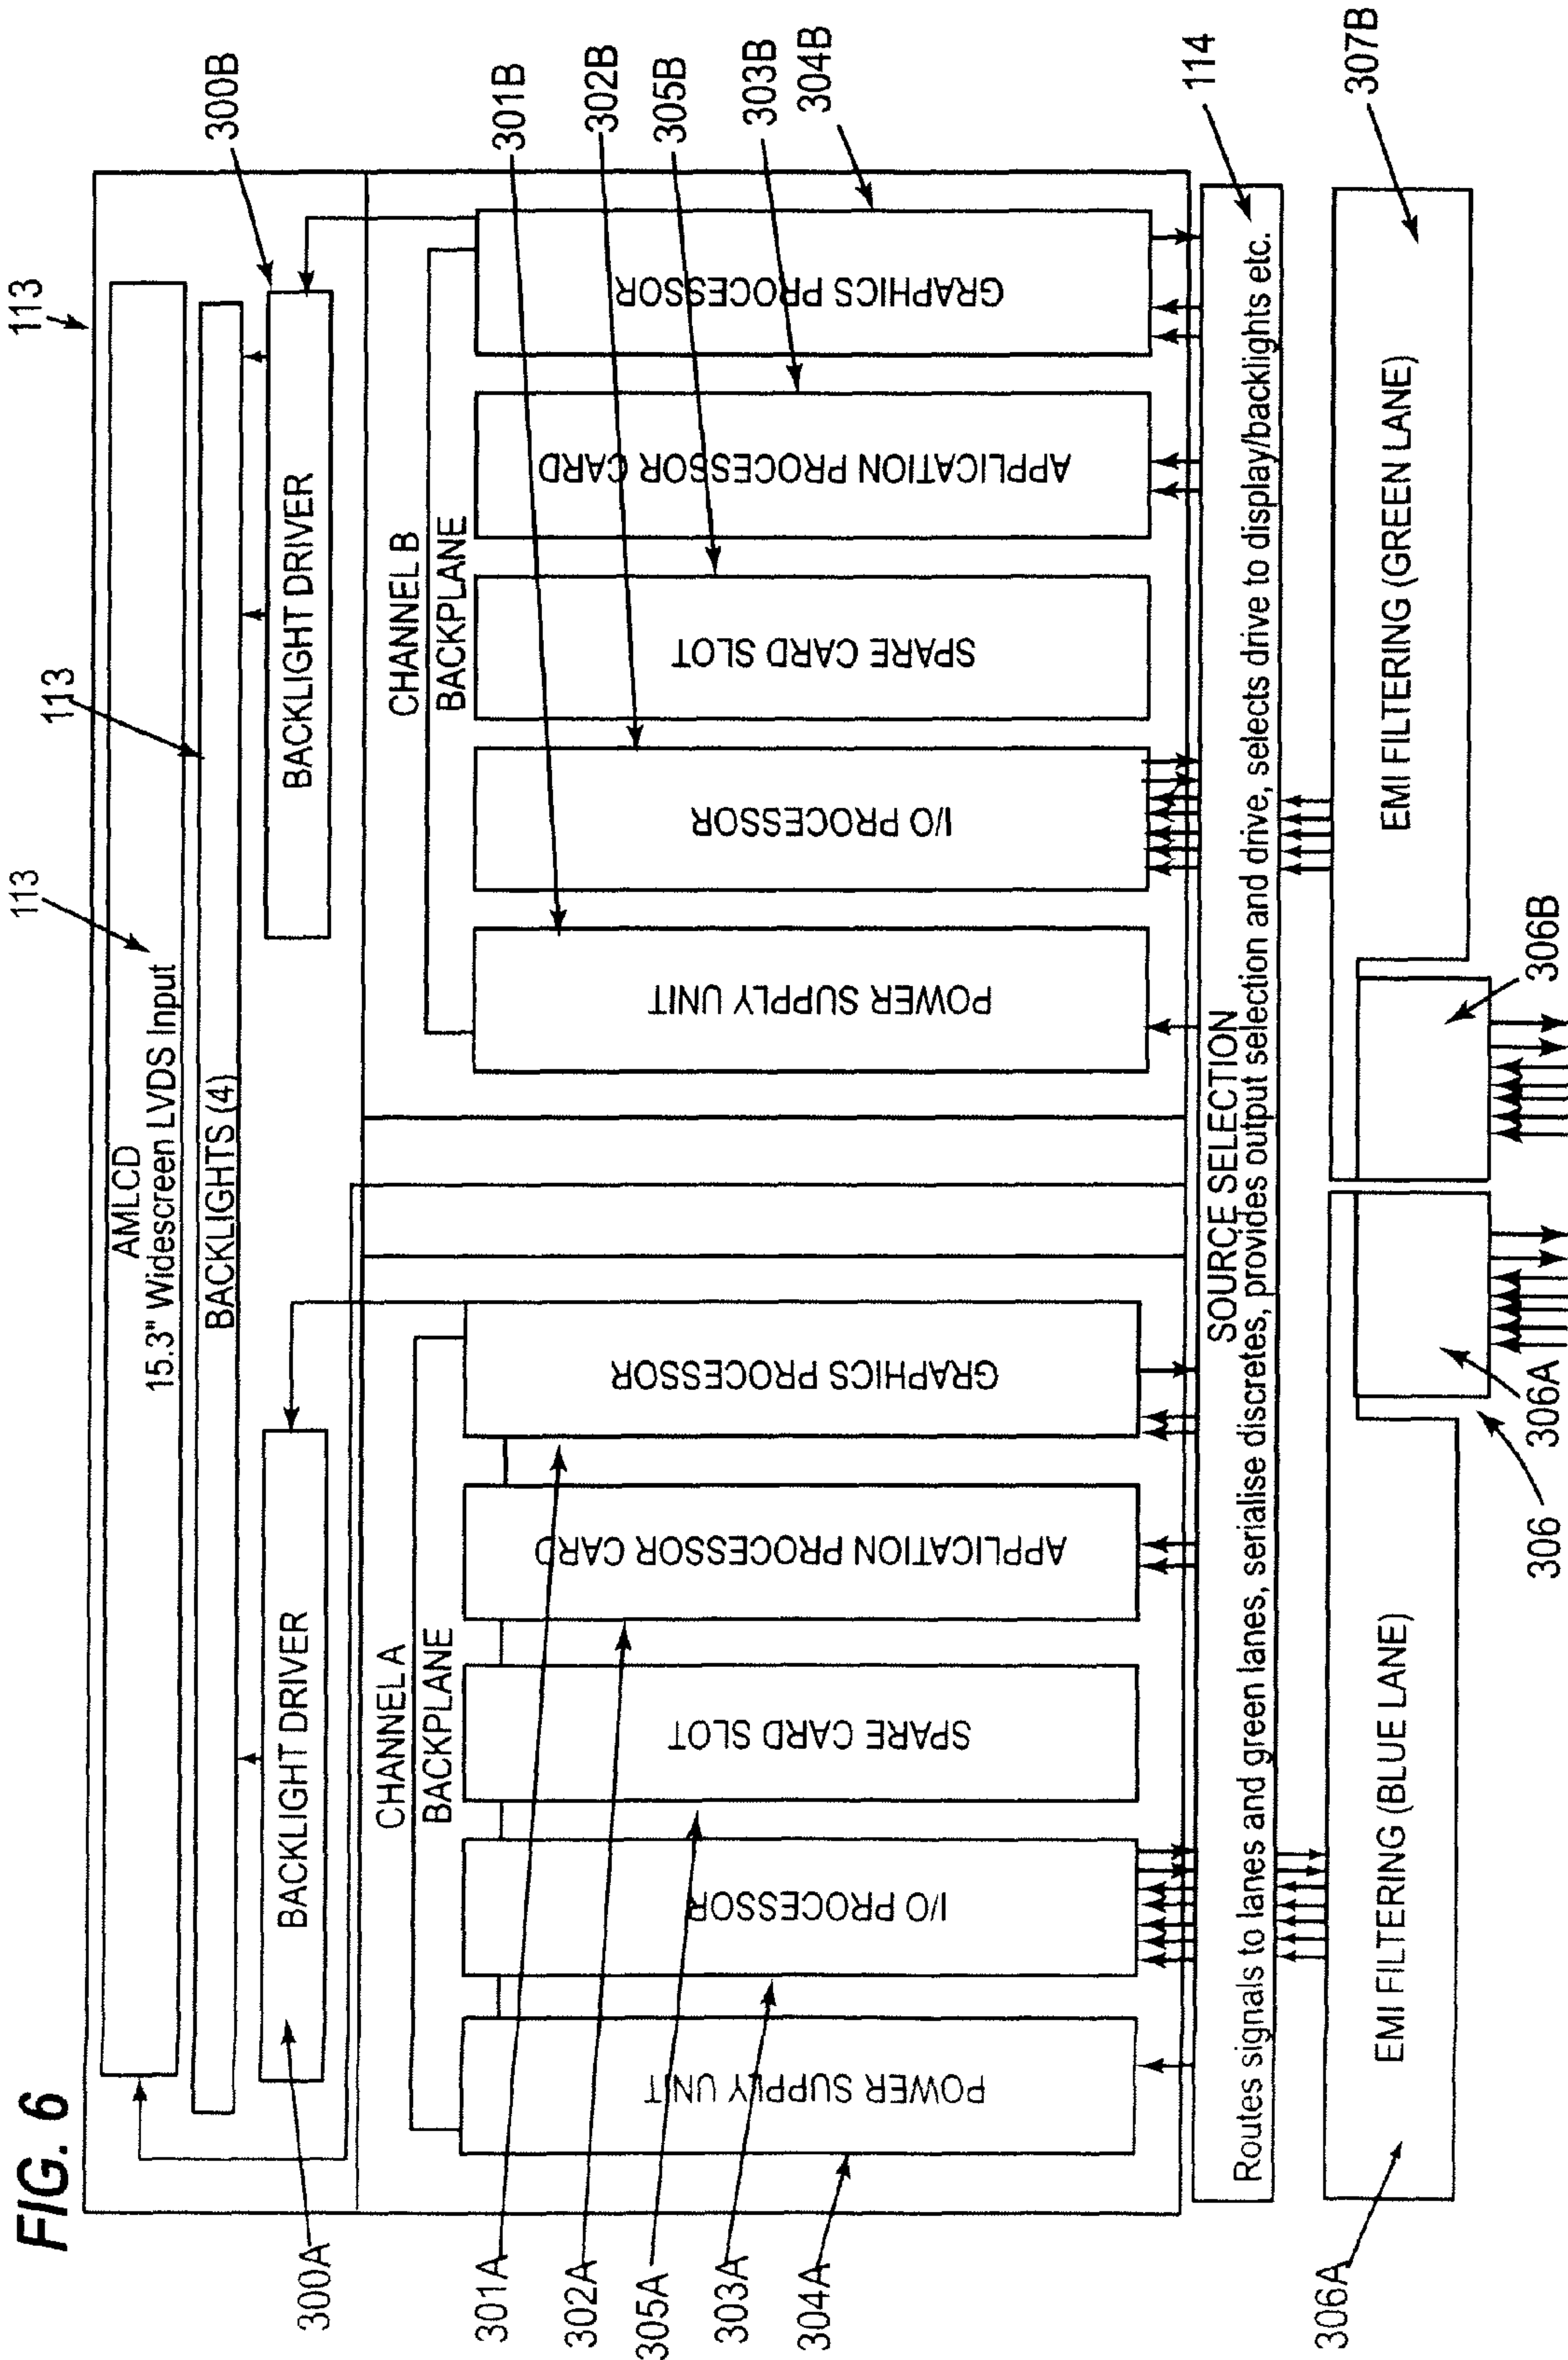 FIG. 6
113
113
113
300B
AMLCD
15.3" Widescreen LVDS Input
BACKLIGHTS (4)
BACKLIGHT DRIVER
BACKLIGHT DRIVER
300A
301B
302B
305B
303B
304B
CHANNEL A
BACKPLANE
CHANNEL B
BACKPLANE
POWER SUPPLY UNIT
I/O PROCESSOR
SPARE CARD SLOT
APPLICATION PROCESSOR CARD
GRAPHICS PROCESSOR
POWER SUPPLY UNIT
I/O PROCESSOR
SPARE CARD SLOT
APPLICATION PROCESSOR CARD
GRAPHICS PROCESSOR
301A
302A
305A
303A
304A
114
SOURCE SELECTION
Routes signals to lanes and green lanes, serialise discretes, provides output selection and drive, selects drive to display/backlights etc.
EMI FILTERING (BLUE LANE)
EMI FILTERING (GREEN LANE)
307B
306A
306
306A
306B